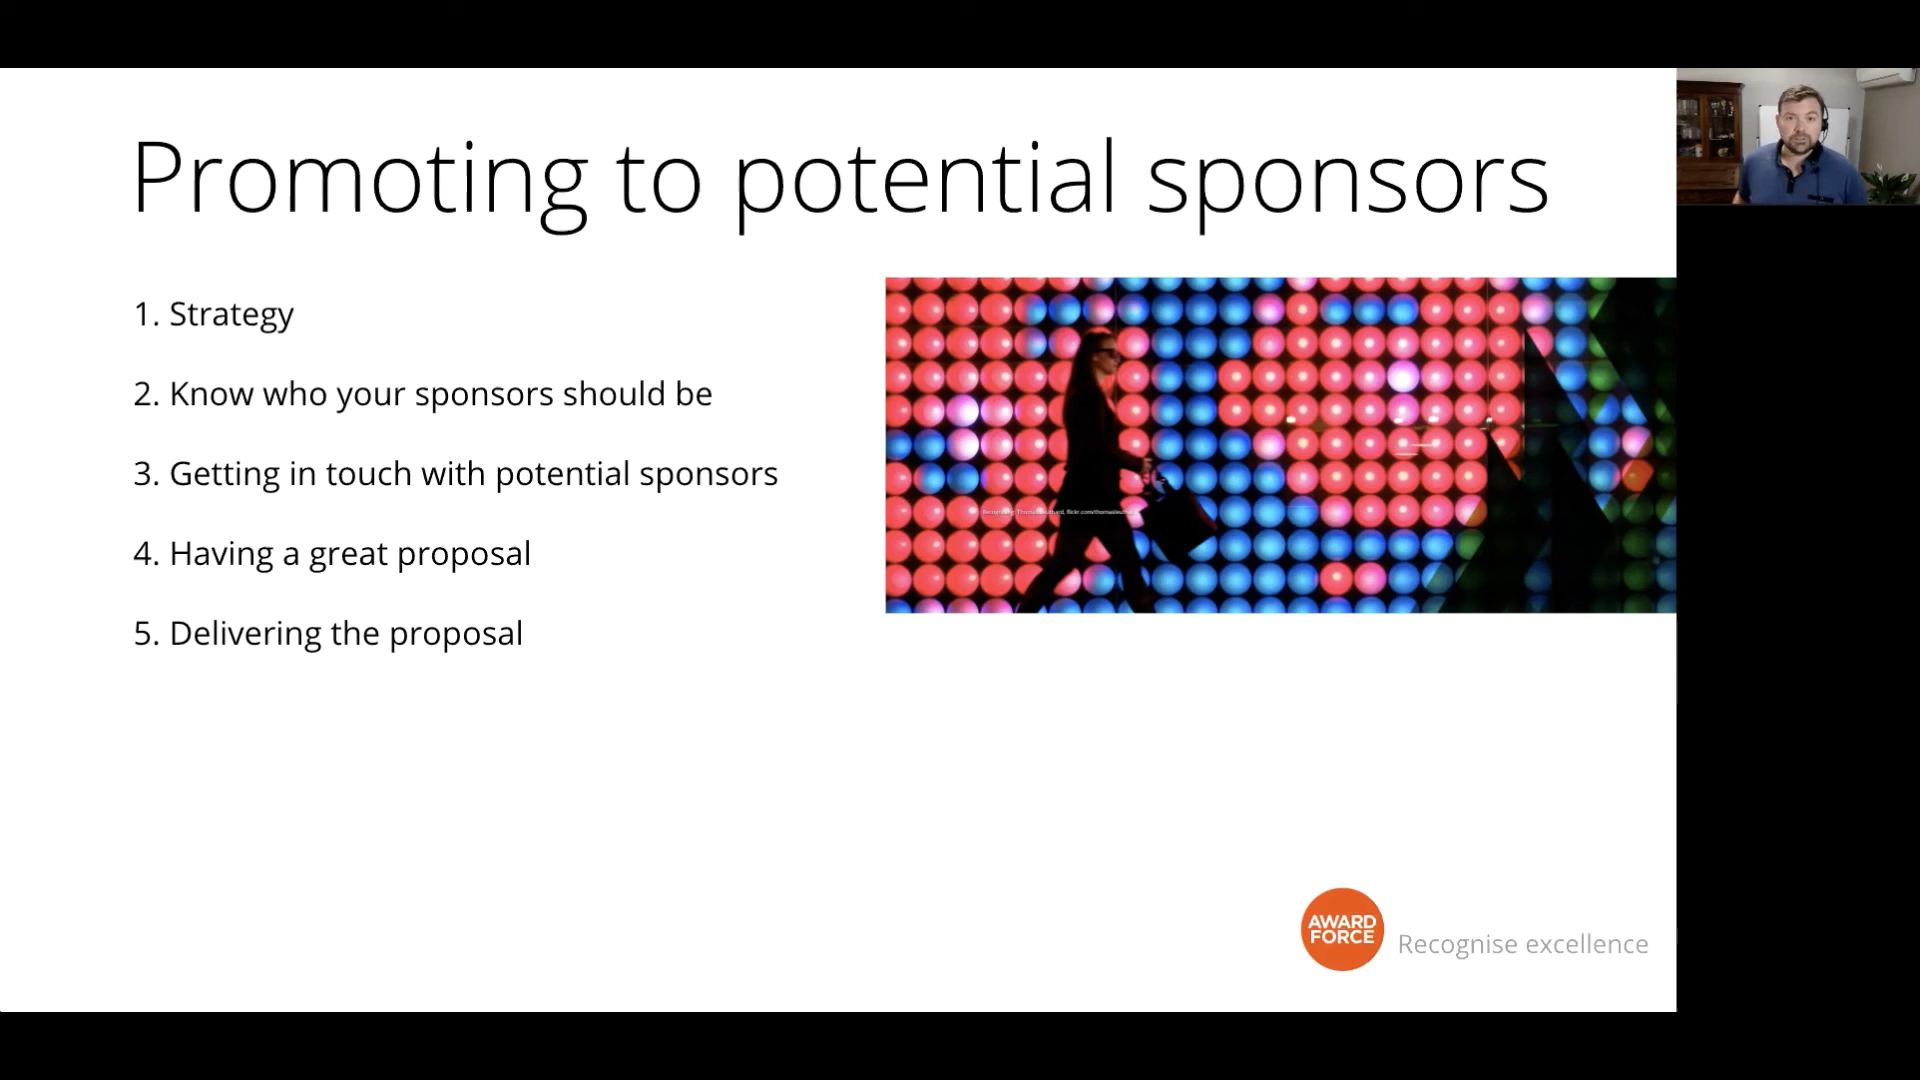 Promoting to potential sponsors
1. Strategy
2. Know who your sponsors should be
3. Getting in touch with potential sponsors
4. Having a great proposal
5. Delivering the proposal
AWARD
FORCE
Recognise excellence